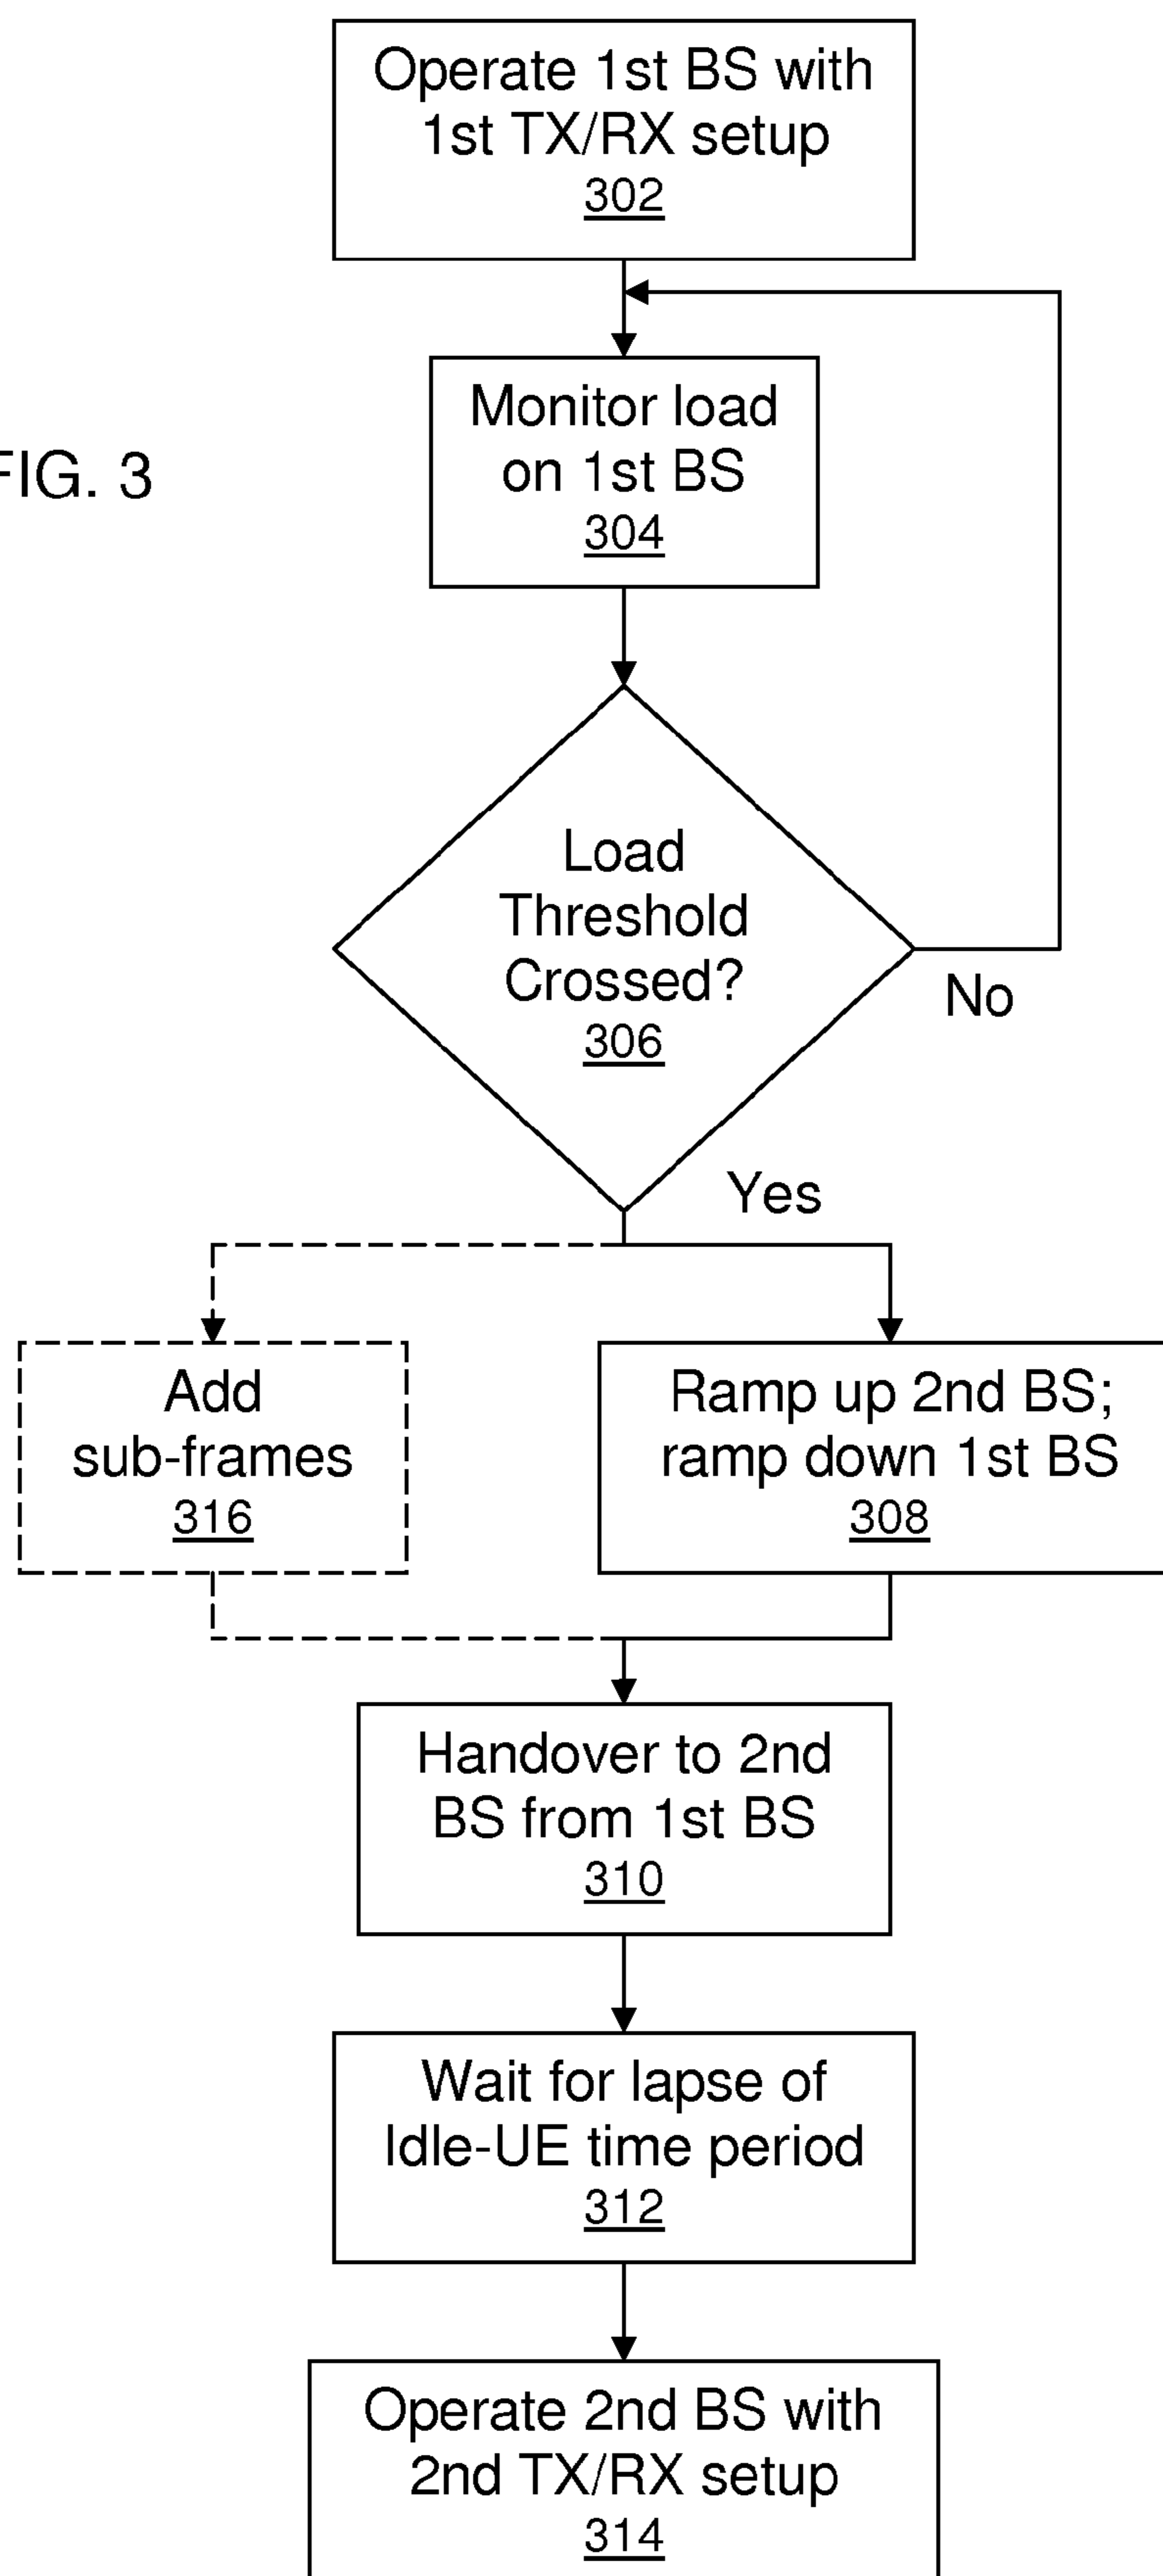 Operate 1st BS with
1st TX/RX setup
302
Monitor load
on 1st BS
304
FIG. 3
Load
Threshold
Crossed?
306
No
Yes
Add
sub-frames
316
Ramp up 2nd BS;
ramp down 1st BS
308
Handover to 2nd
BS from 1st BS
310
Wait for lapse of
Idle-UE time period
312
Operate 2nd BS with
2nd TX/RX setup
314